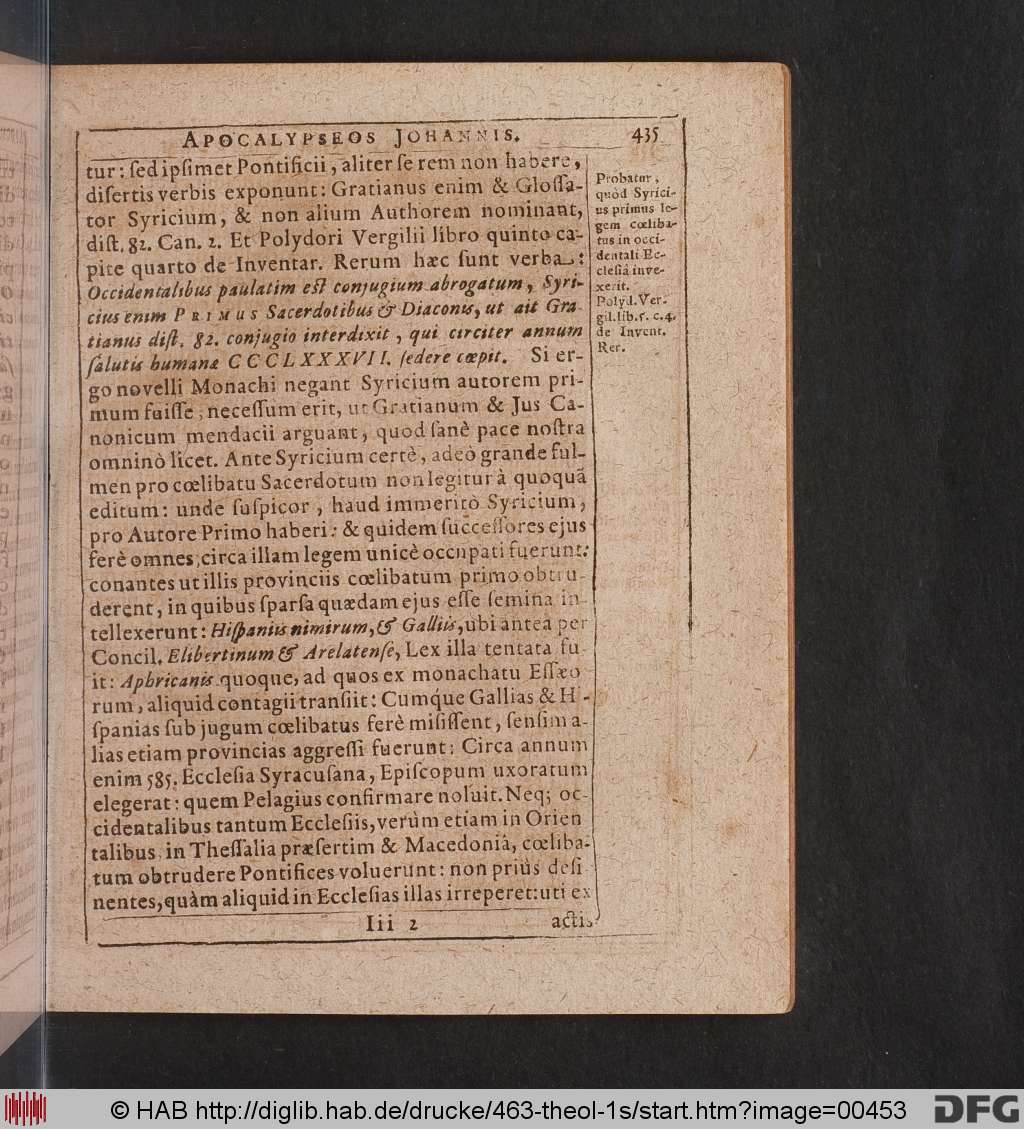 APOCALYPSEOS JOHANNIS. 435
tur: sed ipsimet Pontificii, aliter se rem non habere,
disertis verbis exponunt: Gratianus enim & Glossa-
tor Syricium, & non alium Authorem nominant,
dist. 82. Can. 2. Et Polydori Vergilii libro quinto ca-
pite quarto de Inventar. Rerum hæc sunt verba:
Occidentalibus paulatim est conjugium abrogatum, Syri-
cius enim PRIMUS Sacerdotibus & Diaconis, ut ait Gra-
tianus dist. 82. conjugio interdixit, qui circiter annum
salutis humanæ CCCLXXXVII. sedere cœpit. Si er-
go novelli Monachi negant Syricium autorem pri-
mum fuisse, necessum erit, ut Gratianum & Jus Ca-
nonicum mendacii arguant, quod sanè pace nostra
omninò licet. Ante Syricium certè, adeò grande ful-
men pro cœlibatu Sacerdotum non legitur à quoquã
editum: unde suspicor, haud immeritò Syricium,
pro Autore Primo haberi: & quidem successores ejus
ferè omnes, circa illam legem unicè occupati fuerunt:
conantes ut illis provinciis cœlibatum primo obtru-
derent, in quibus sparsa quædam ejus esse semina in-
tellexerunt: Hispaniis nimirum, & Galliis, ubi antea per
Concil. Elibertinum & Arelatense, Lex illa tentata fu-
it: Aphricanis quoque, ad quos ex monachatu Essæo
rum, aliquid contagii transiit: Cumq́ue Gallias & Hi-
spanias sub jugum cœlibatus ferè misissent, sensim a-
lias etiam provincias aggressi fuerunt: Circa annum
enim 585. Ecclesia Syracusana, Episcopum uxoratum
elegerat: quem Pelagius confirmare noluit. Neq; oc-
cidentalibus tantum Ecclesiis, verùm etiam in Orien
talibus, in Thessalia præsertim & Macedoniâ, cœliba-
tum obtrudere Pontifices voluerunt: non priùs desi-
nentes, quàm aliquid in Ecclesias illas irreperet: uti ex
Iii 2 actis
Probatur,
quòd Syrici-
us primus le-
gem cœliba-
tus in occi-
dentali Ec-
clesiâ inve-
xerit.
Polyd. Ver.
gil. lib. 5. c. 4.
de Invent.
Rer.
© HAB http://diglib.hab.de/drucke/463-theol-1s/start.htm?image=00453
DFG